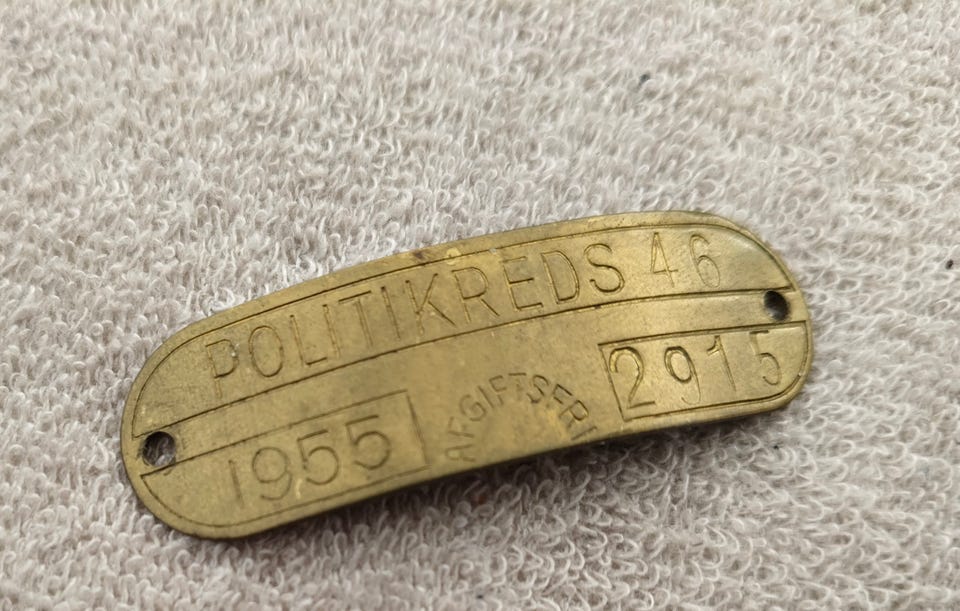 POLITIKREDS 46
1955
AFGIFTSFRI
2915